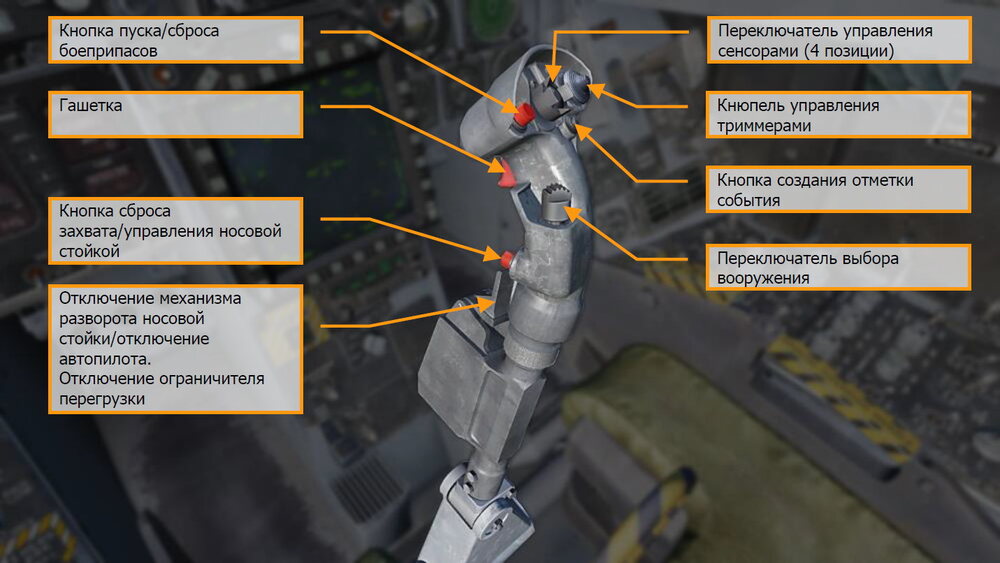 Кнопка пуска/сброса
боеприпасов
Гашетка
Кнопка сброса
захвата/управления носовой
стойкой
Отключение механизма
разворота носовой
стойки/отключение
автопилота.
Отключение ограничителя
перегрузки
Переключатель управления
сенсорами (4 позиции)
Кнюпель управления
триммерами
Кнопка создания отметки
события
Переключатель выбора
вооружения